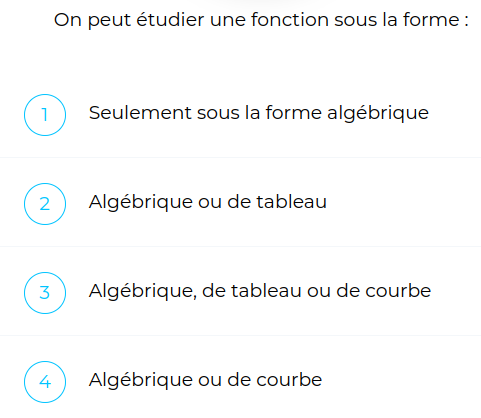 On peut étudier une fonction sous la forme :
1 Seulement sous la forme algébrique
2 Algébrique ou de tableau
3 Algébrique, de tableau ou de courbe
4 Algébrique ou de courbe